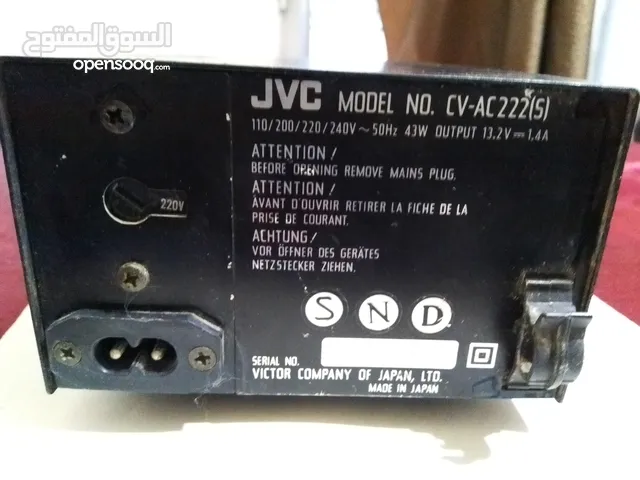 السوق المفتوح
opensooq.com
JVC MODEL NO. CV-AC222(S)
110/200/220/240V ~ 50Hz 43W OUTPUT 13.2V ⎓ 1.4A
ATTENTION /
BEFORE OPENING REMOVE MAINS PLUG.
ATTENTION /
AVANT D'OUVRIR RETIRER LA FICHE DE LA
PRISE DE COURANT.
ACHTUNG /
VOR ÖFFNEN DES GERÄTES
NETZSTECKER ZIEHEN.
220V
S N D
SERIAL NO.
VICTOR COMPANY OF JAPAN, LTD.
MADE IN JAPAN